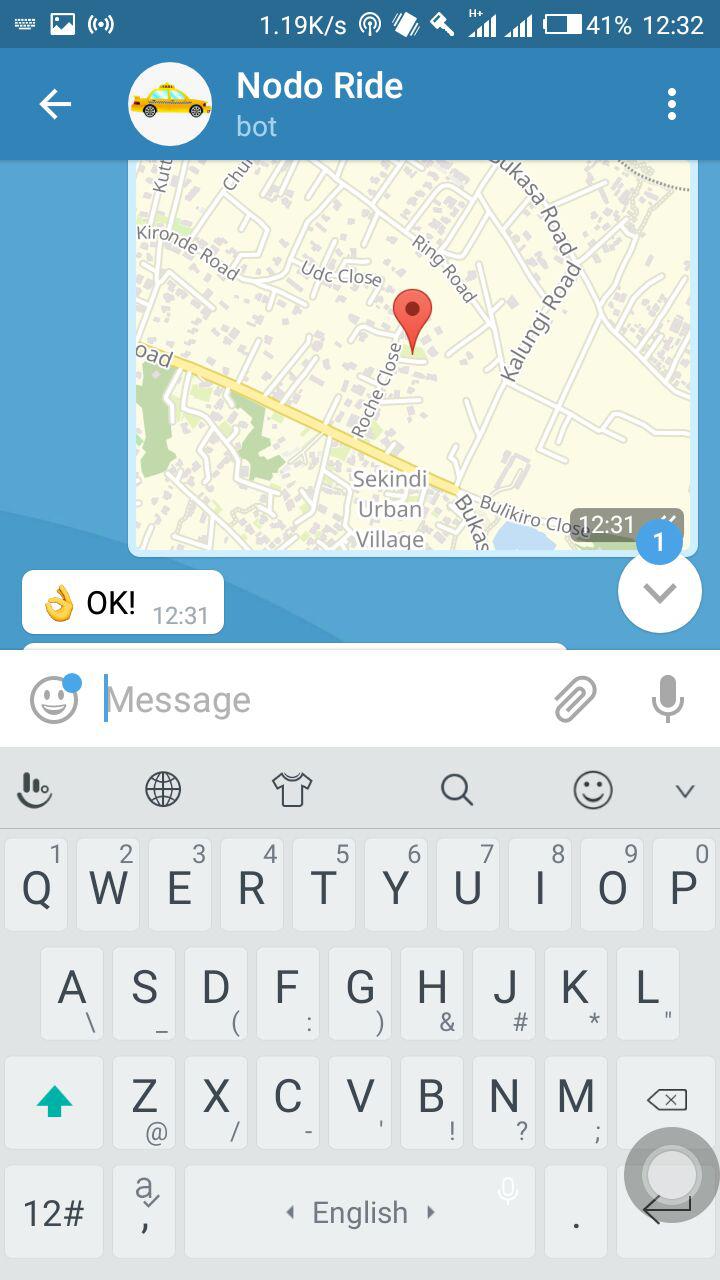 1.19K/s H+ 41% 12:32
Nodo Ride
bot
Kutt
Chur
Bukasa Road
Kironde Road
Udc Close
Ring Road
Kalungi Road
oad
Roche Close
Sekindi
Urban
Village
Bukas
Bulikiro Close
12:31
1
👌 OK! 12:31
Message
1 2 3 4 5 6 7 8 9 0
Q W E R T Y U I O P
A S D F G H J K L
\ _ ( : ) & # * "
Z X C V B N M
@ / - ' ! ? ;
12# a , English .